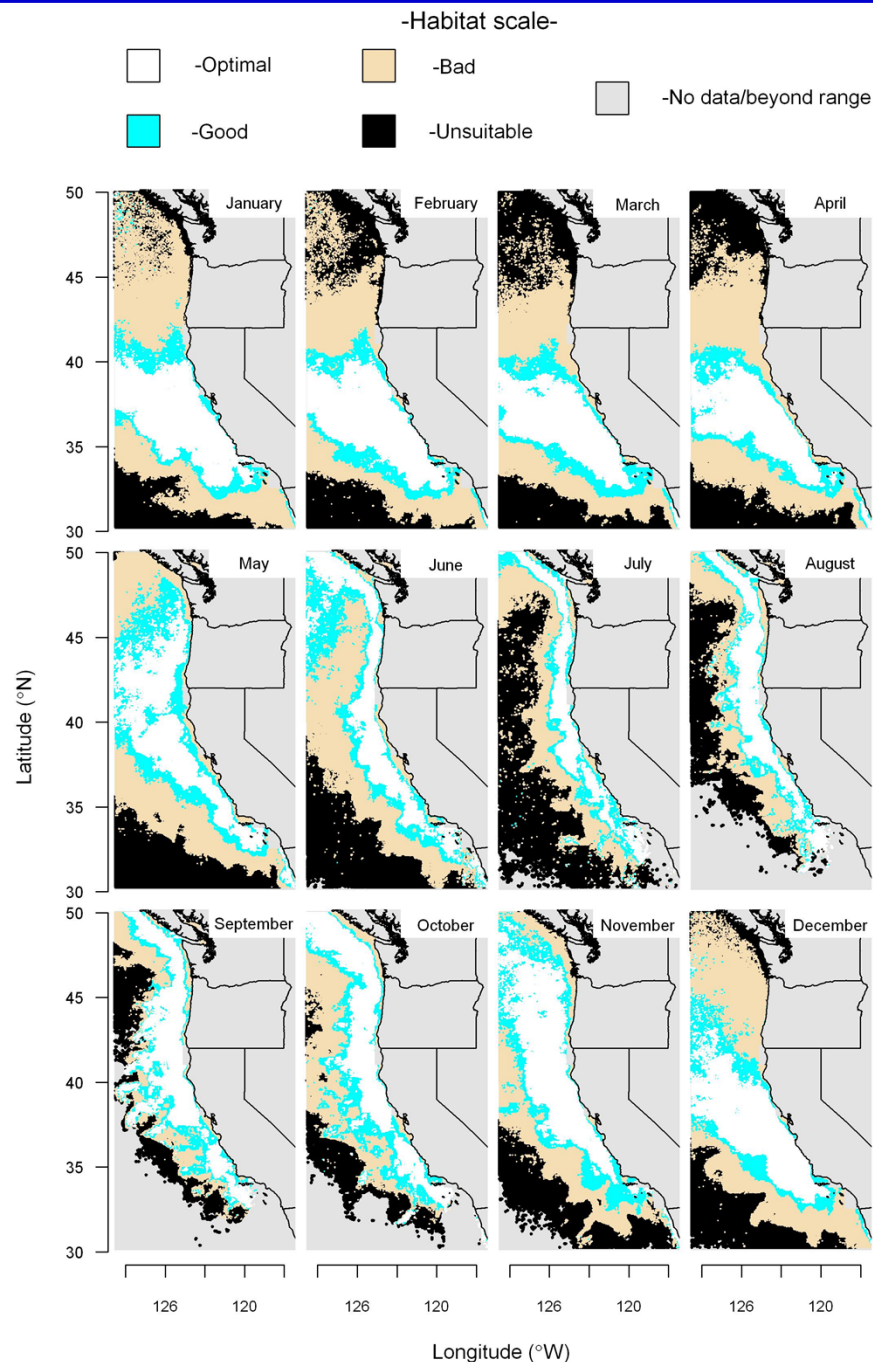 -Habitat scale-
-Optimal
-Bad
-No data/beyond range
-Good
-Unsuitable
50
January
February
March
April
45
40
35
30
50
May
June
July
August
45
40
35
30
Latitude (°N)
50
September
October
November
December
45
40
35
30
126 120 126 120 126 120 126 120
Longitude (°W)